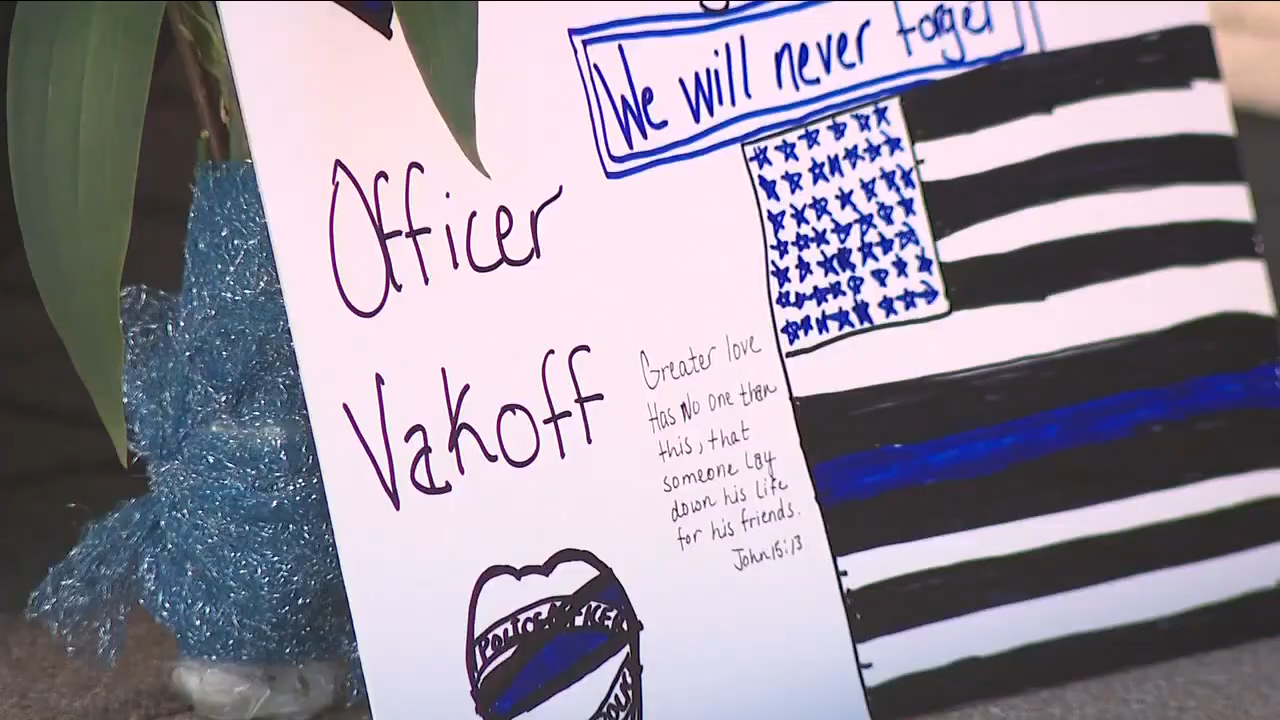 We will never forget
Officer
Vakoff
Greater love
Has No one than
this, that
someone Lay
down his Life
for his friends.
John 15:13